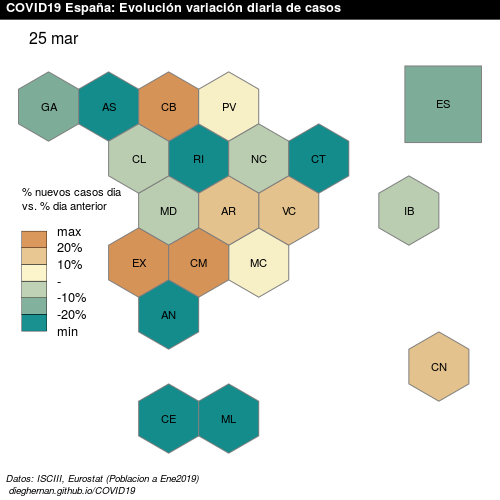 COVID19 España: Evolución variación diaria de casos
25 mar
GA AS CB PV ES
CL RI NC CT
% nuevos casos dia
vs. % dia anterior
MD AR VC IB
max
20%
10%
-
-10%
-20%
min
EX CM MC
AN
CN
CE ML
Datos: ISCIII, Eurostat (Poblacion a Ene2019)
dieghernan.github.io/COVID19